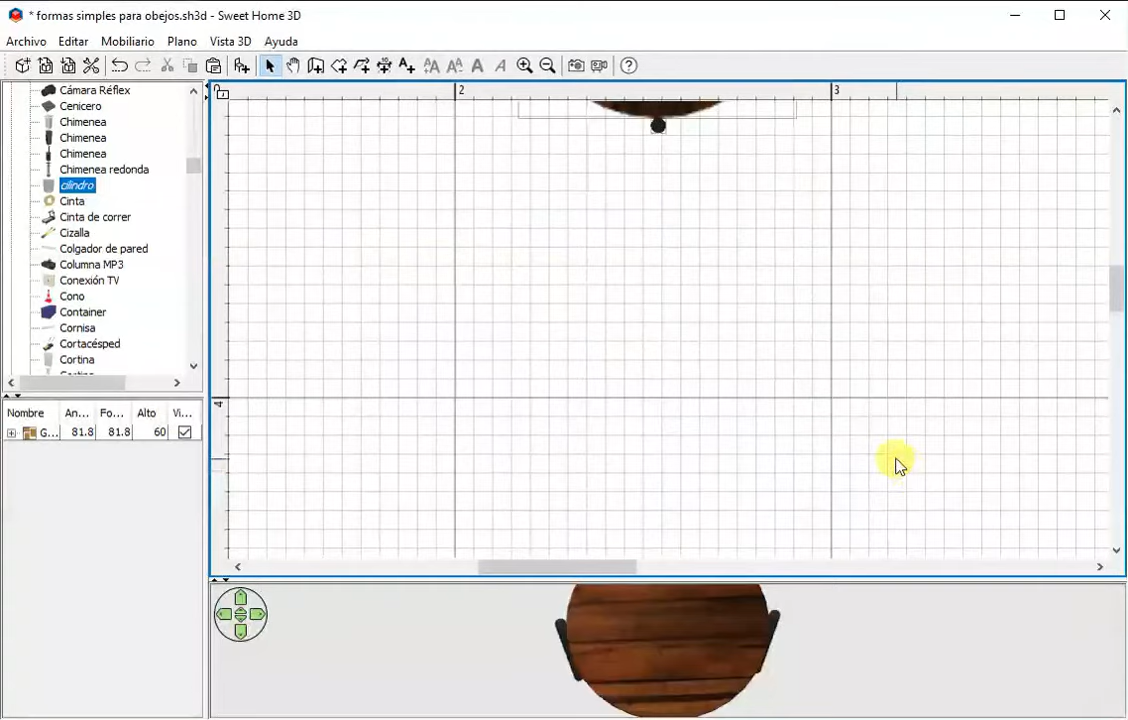 * formas simples para obejos.sh3d - Sweet Home 3D
Archivo Editar Mobiliario Plano Vista 3D Ayuda
Cámara Réflex
Cenicero
Chimenea
Chimenea
Chimenea
Chimenea redonda
cilindro
Cinta
Cinta de correr
Cizalla
Colgador de pared
Columna MP3
Conexión TV
Cono
Container
Cornisa
Cortacésped
Cortina
2 3
4
Nombre An... Fo... Alto Vi...
G... 81.8 81.8 60